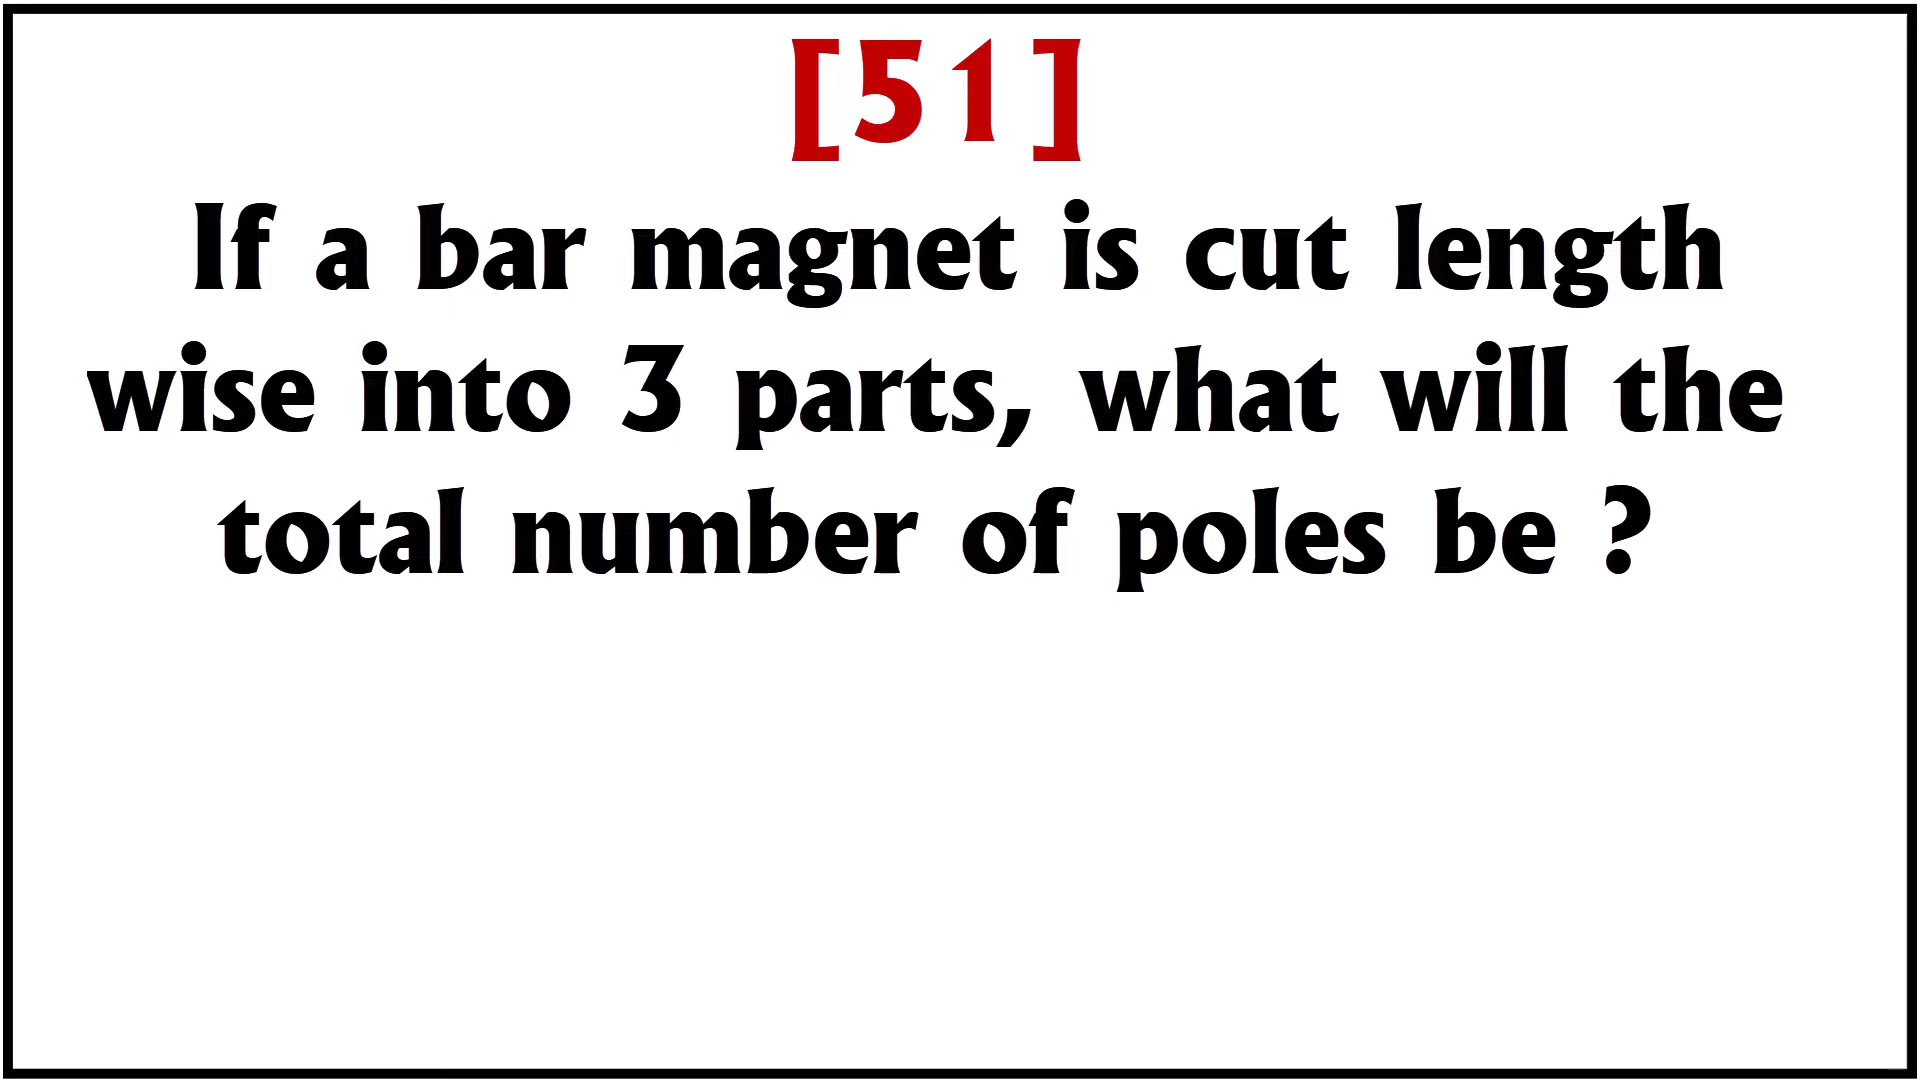 [51]
If a bar magnet is cut length
wise into 3 parts, what will the
total number of poles be ?